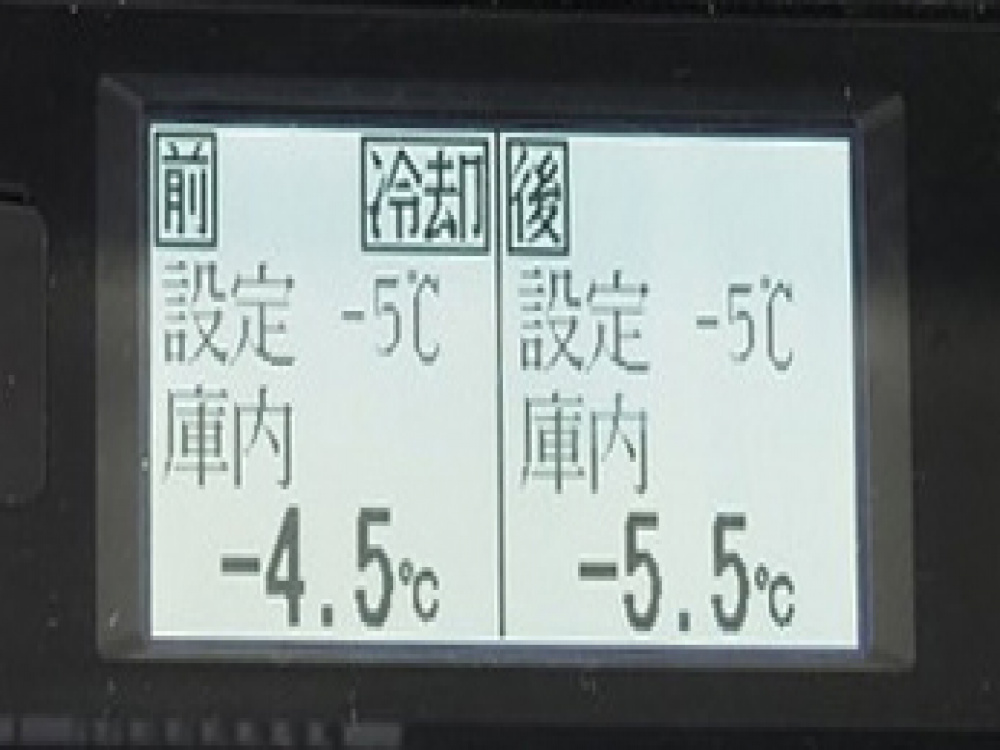 前 冷却
設定 -5℃
庫内
-4.5℃
後
設定 -5℃
庫内
-5.5℃